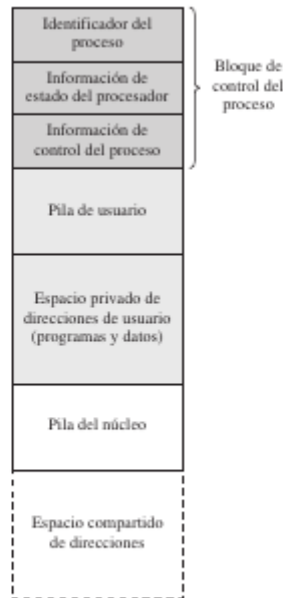 Identificador del
proceso
Información de
estado del procesador
Información de
control del proceso
Bloque de
control del
proceso
Pila de usuario
Espacio privado de
direcciones de usuario
(programas y datos)
Pila del núcleo
Espacio compartido
de direcciones